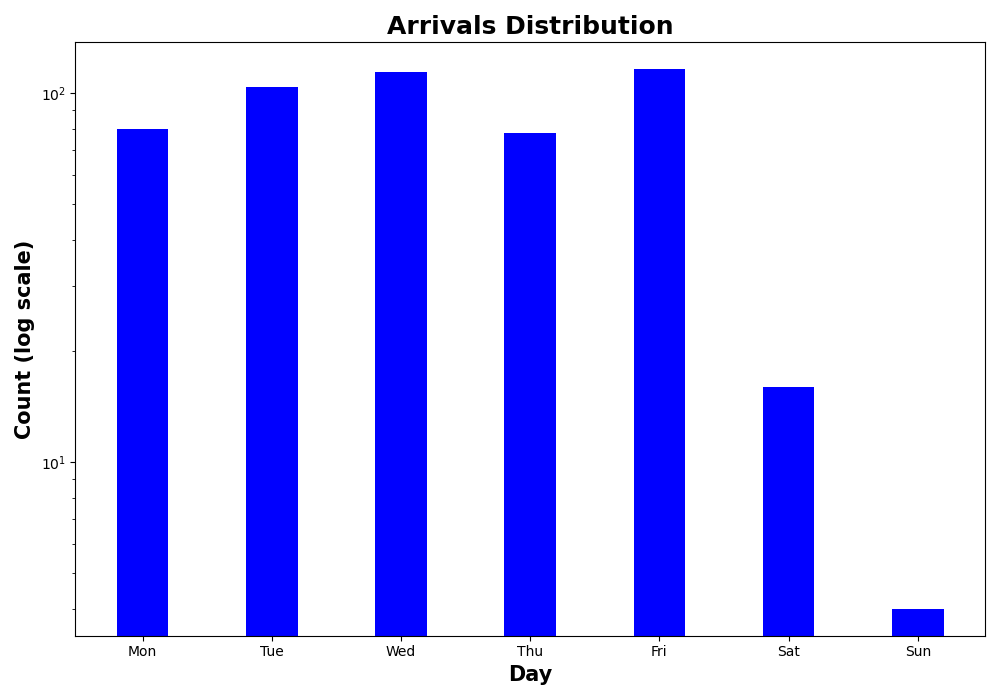 Arrivals Distribution
Count (log scale)
10²
10¹
Mon Tue Wed Thu Fri Sat Sun
Day